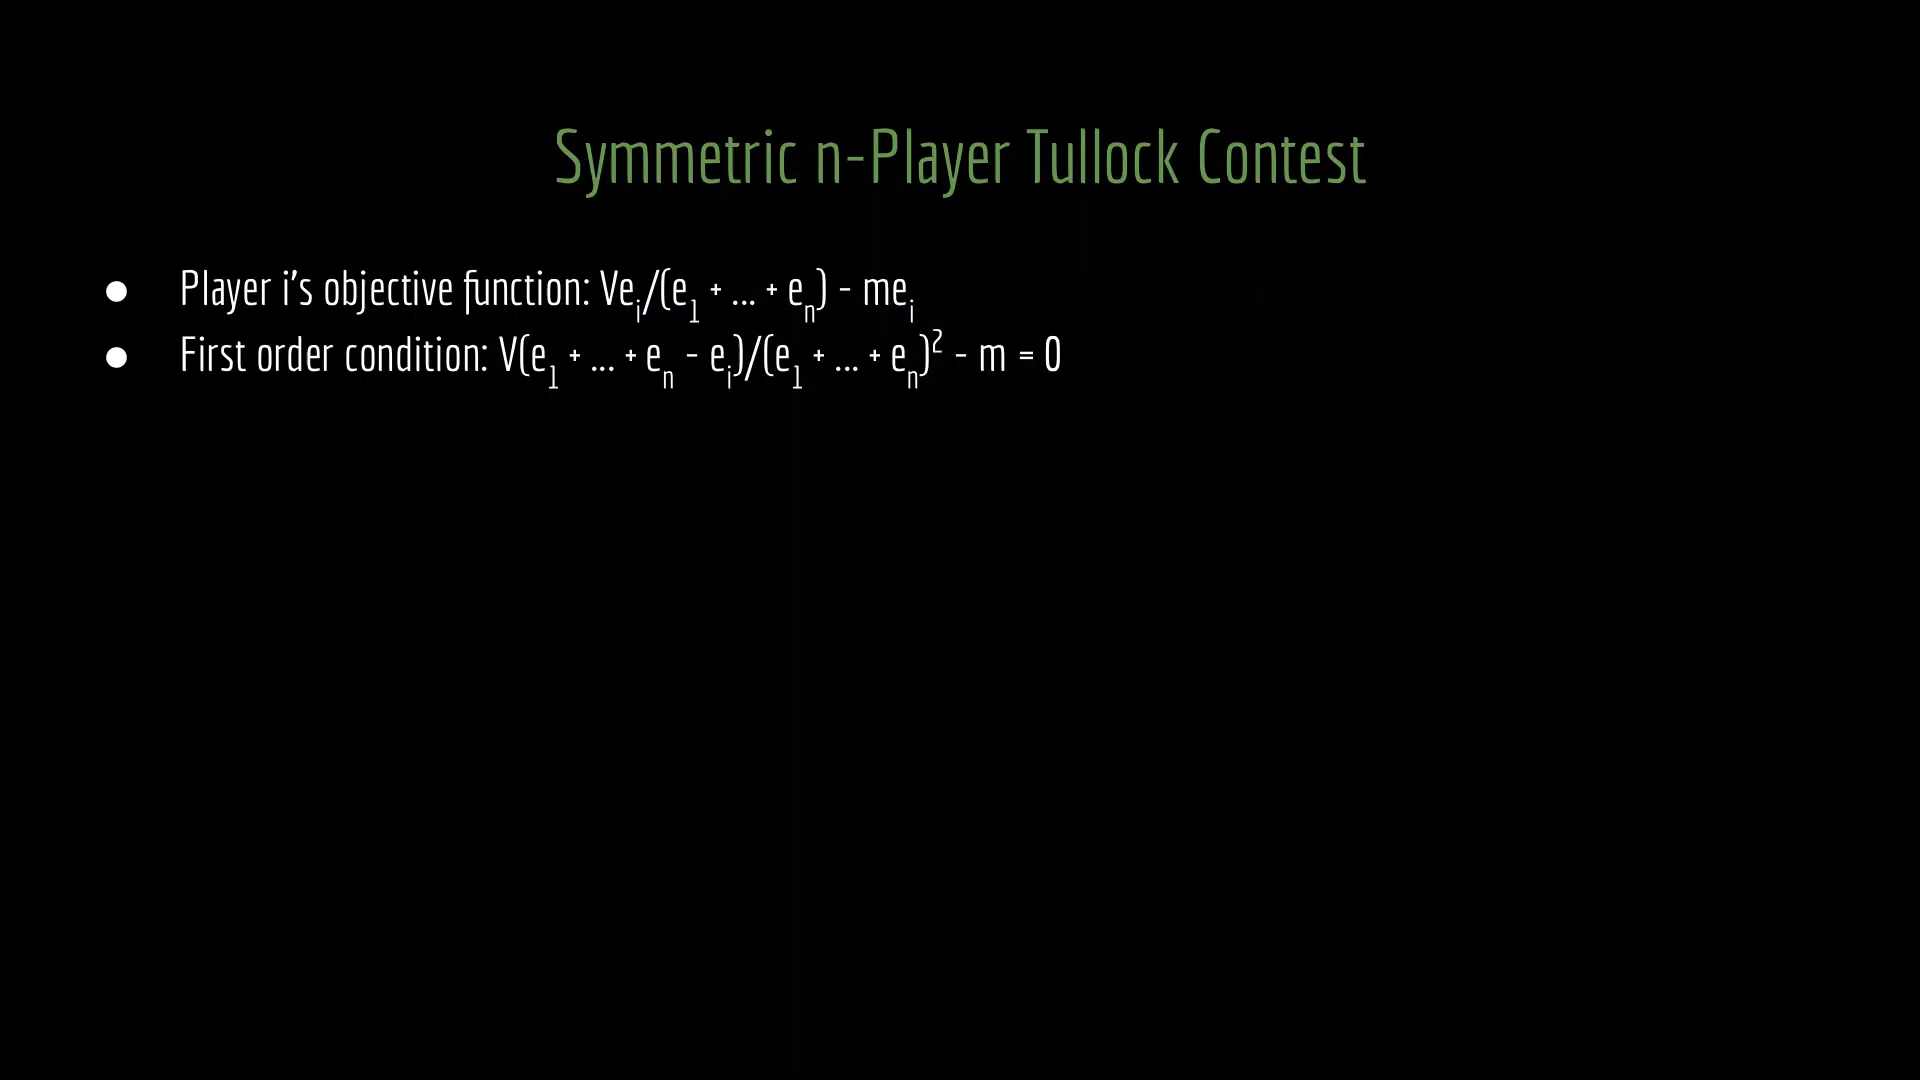 Symmetric n-Player Tullock Contest
● Player i's objective function: Veᵢ/(e₁ + ... + eₙ) - meᵢ
● First order condition: V(e₁ + ... + eₙ - eᵢ)/(e₁ + ... + eₙ)² - m = 0